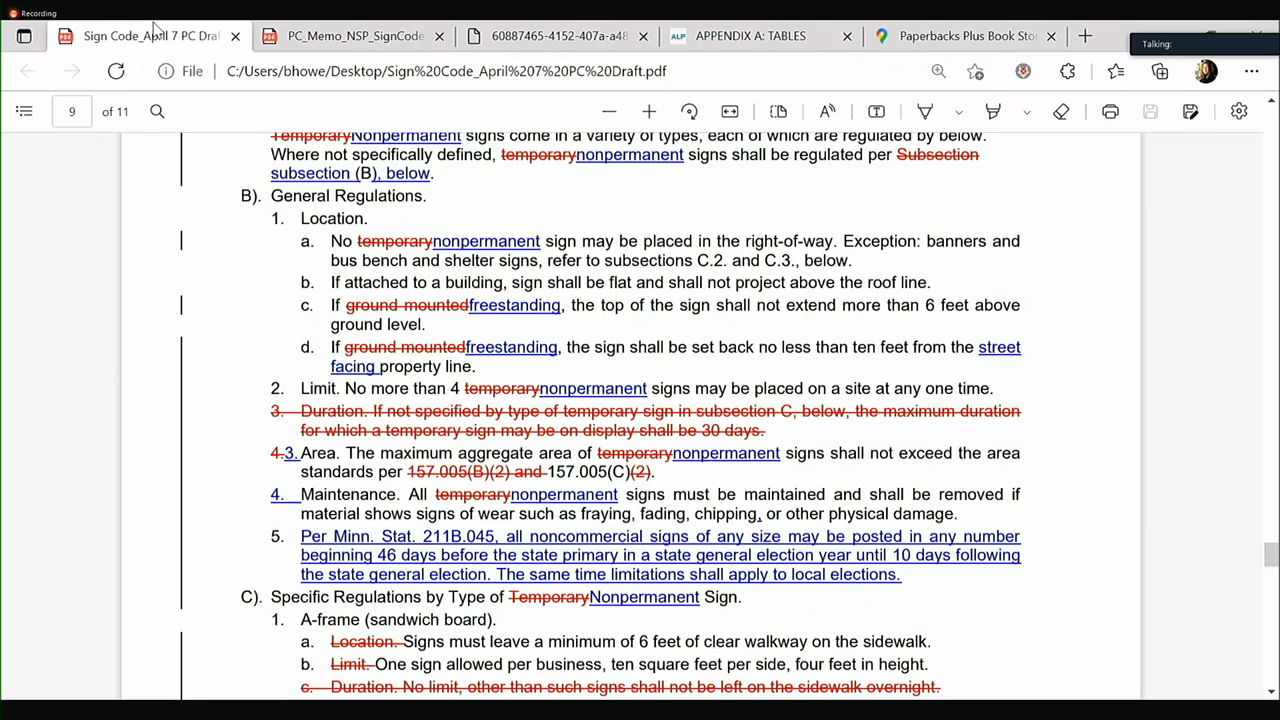 Recording
Sign Code_April 7 PC Draf
PC_Memo_NSP_SignCode
60887465-5152-407a-a48
ALP APPENDIX A: TABLES
Paperbacks Plus Book Sto
Talking:
File C:/Users/bhowe/Desktop/Sign%20Code_April%207%20PC%20Draft.pdf
9 of 11
TemporaryNonpermanent signs come in a variety of types, each of which are regulated by below.
Where not specifically defined, temporarynonpermanent signs shall be regulated per Subsection
subsection (B), below.
B). General Regulations.
1. Location.
a. No temporarynonpermanent sign may be placed in the right-of-way. Exception: banners and
bus bench and shelter signs, refer to subsections C.2. and C.3., below.
b. If attached to a building, sign shall be flat and shall not project above the roof line.
c. If ground mountedfreestanding, the top of the sign shall not extend more than 6 feet above
ground level.
d. If ground mountedfreestanding, the sign shall be set back no less than ten feet from the street
facing property line.
2. Limit. No more than 4 temporarynonpermanent signs may be placed on a site at any one time.
3. Duration. If not specified by type of temporary sign in subsection C, below, the maximum duration
for which a temporary sign may be on display shall be 30 days.
4.3. Area. The maximum aggregate area of temporarynonpermanent signs shall not exceed the area
standards per 157.005(B)(2) and 157.005(C)(2).
4. Maintenance. All temporarynonpermanent signs must be maintained and shall be removed if
material shows signs of wear such as fraying, fading, chipping, or other physical damage.
5. Per Minn. Stat. 211B.045, all noncommercial signs of any size may be posted in any number
beginning 46 days before the state primary in a state general election year until 10 days following
the state general election. The same time limitations shall apply to local elections.
C). Specific Regulations by Type of TemporaryNonpermanent Sign.
1. A-frame (sandwich board).
a. Location. Signs must leave a minimum of 6 feet of clear walkway on the sidewalk.
b. Limit. One sign allowed per business, ten square feet per side, four feet in height.
c. Duration. No limit, other than such signs shall not be left on the sidewalk overnight.